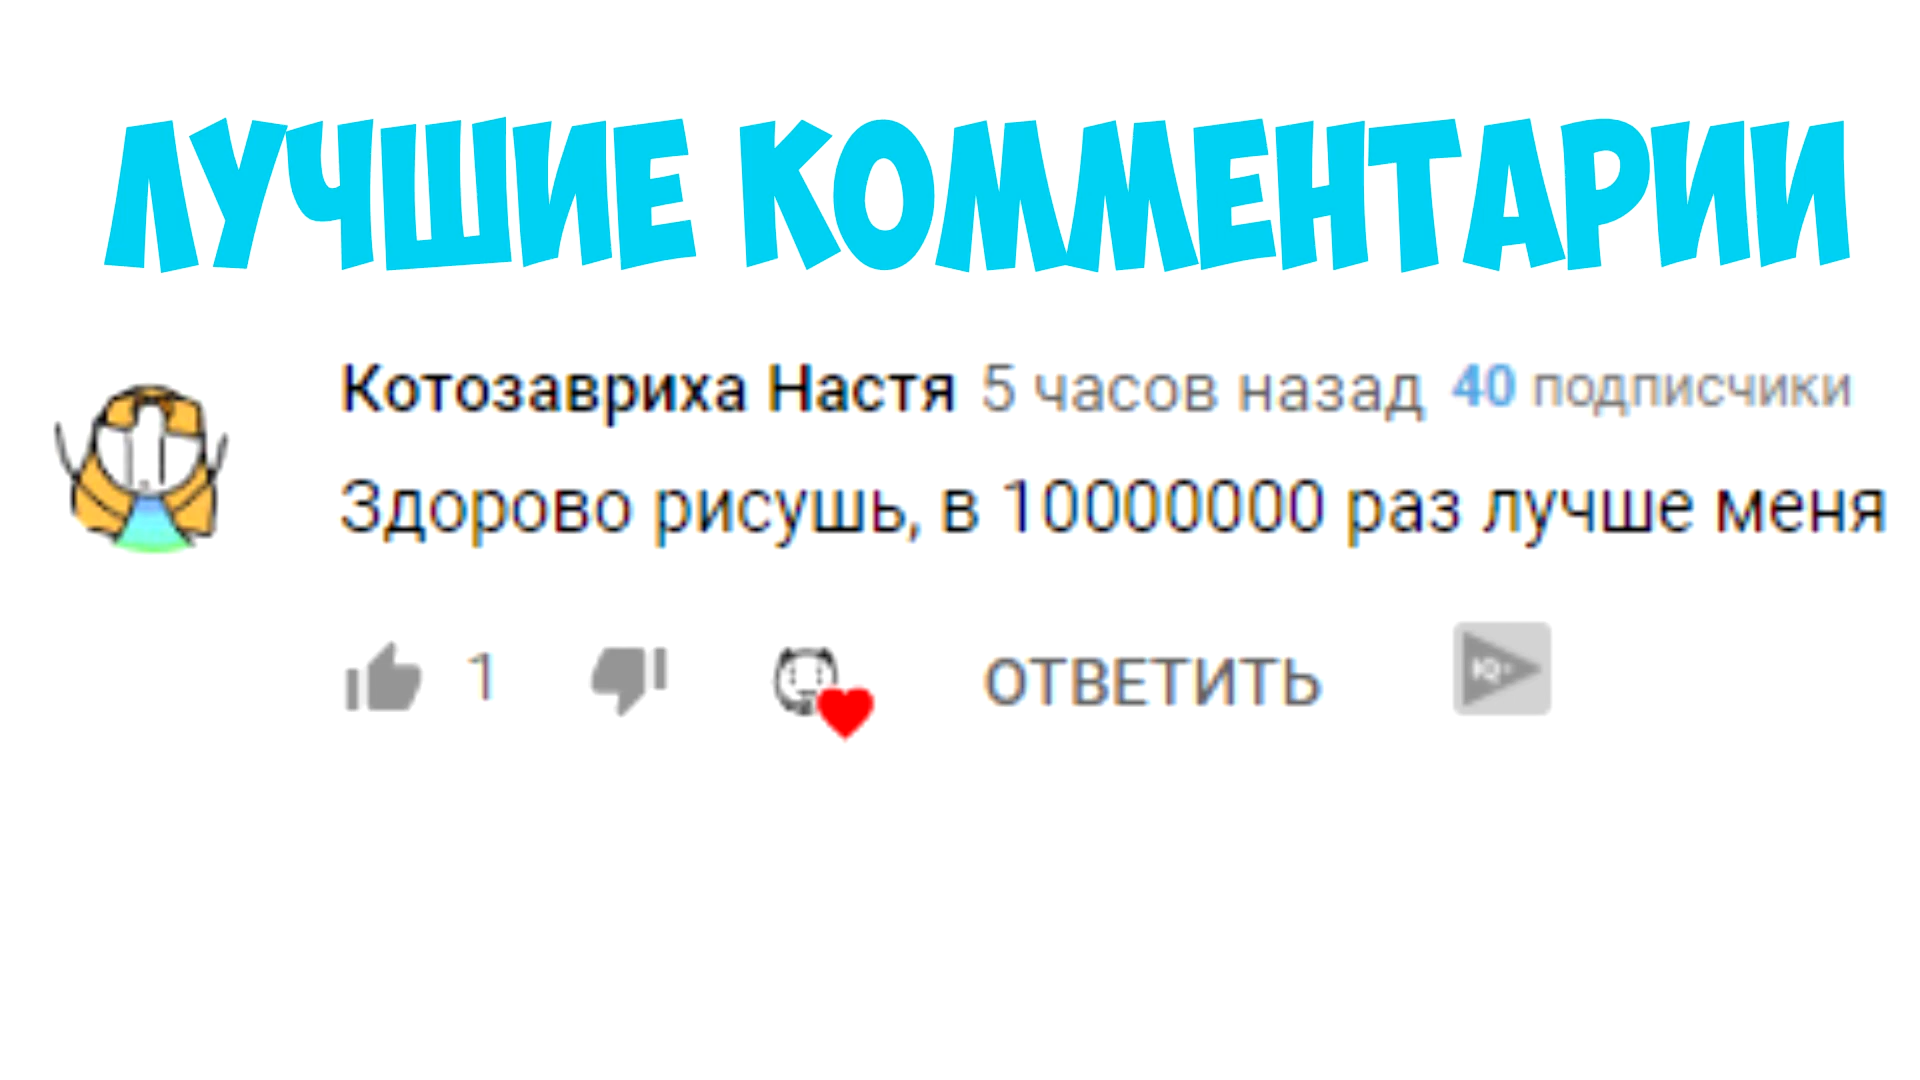 ЛУЧШИЕ КОММЕНТАРИИ
Котозавриха Настя 5 часов назад 40 подписчики
Здорово рисушь, в 10000000 раз лучше меня
1 ОТВЕТИТЬ